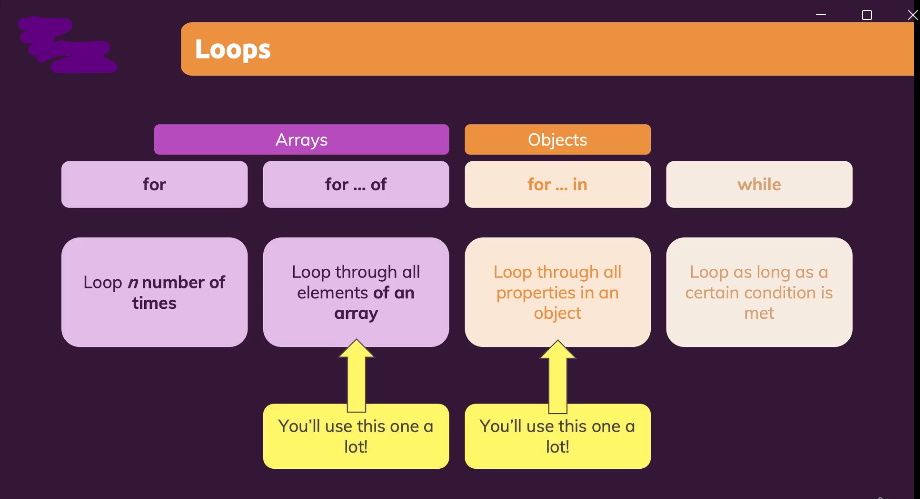 Loops
Arrays
Objects
for
for ... of
for ... in
while
Loop n number of
times
Loop through all
elements of an
array
Loop through all
properties in an
object
Loop as long as a
certain condition is
met
You'll use this one a
lot!
You'll use this one a
lot!